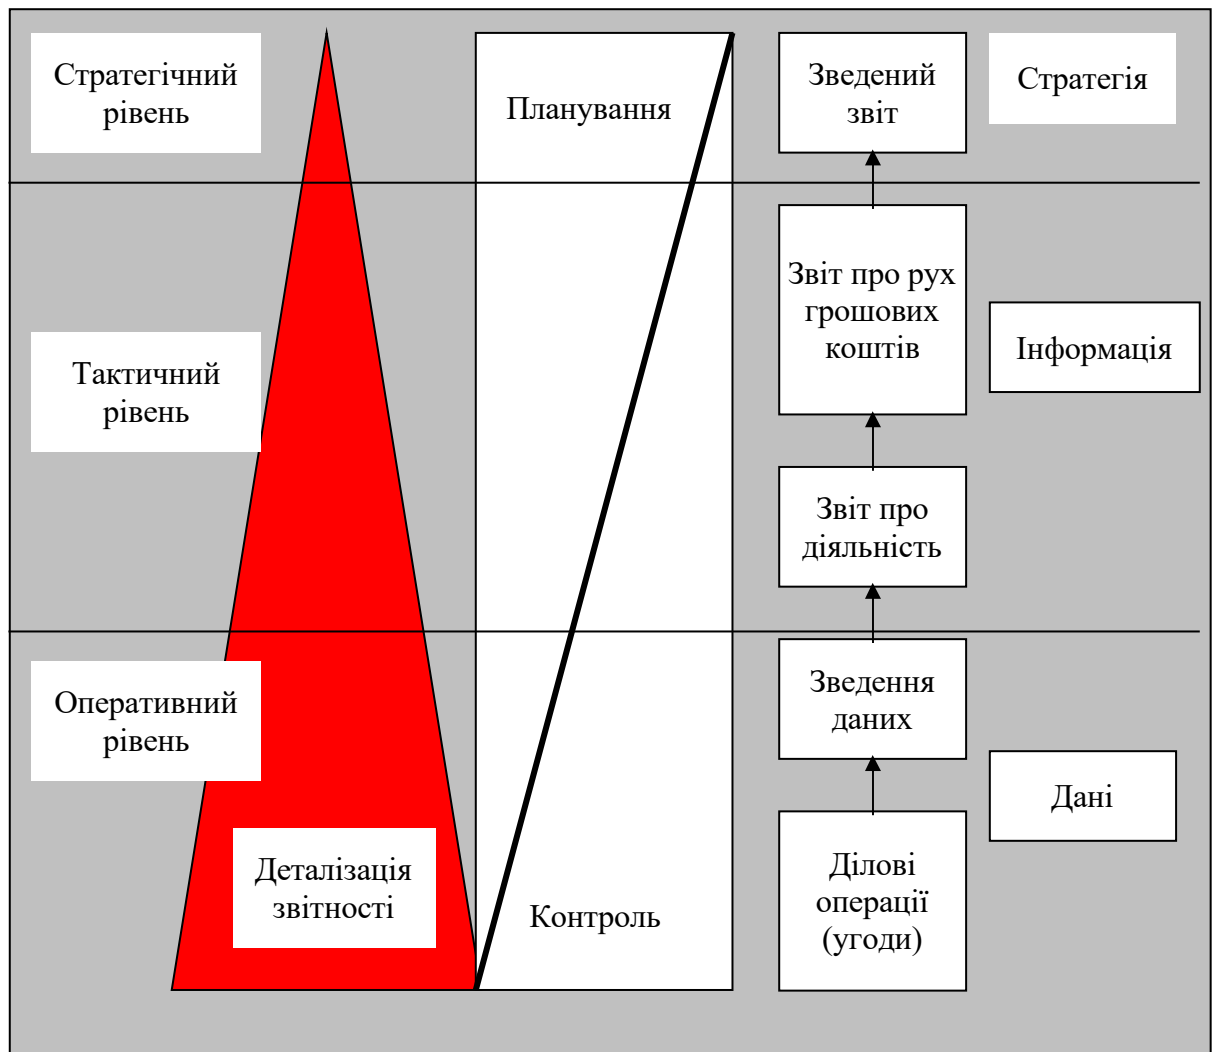 Стратегічний
рівень
Планування
Зведений
звіт
Стратегія
Тактичний
рівень
Звіт про рух
грошових
коштів
Інформація
Звіт про
діяльність
Оперативний
рівень
Зведення
даних
Дані
Деталізація
звітності
Контроль
Ділові
операції
(угоди)